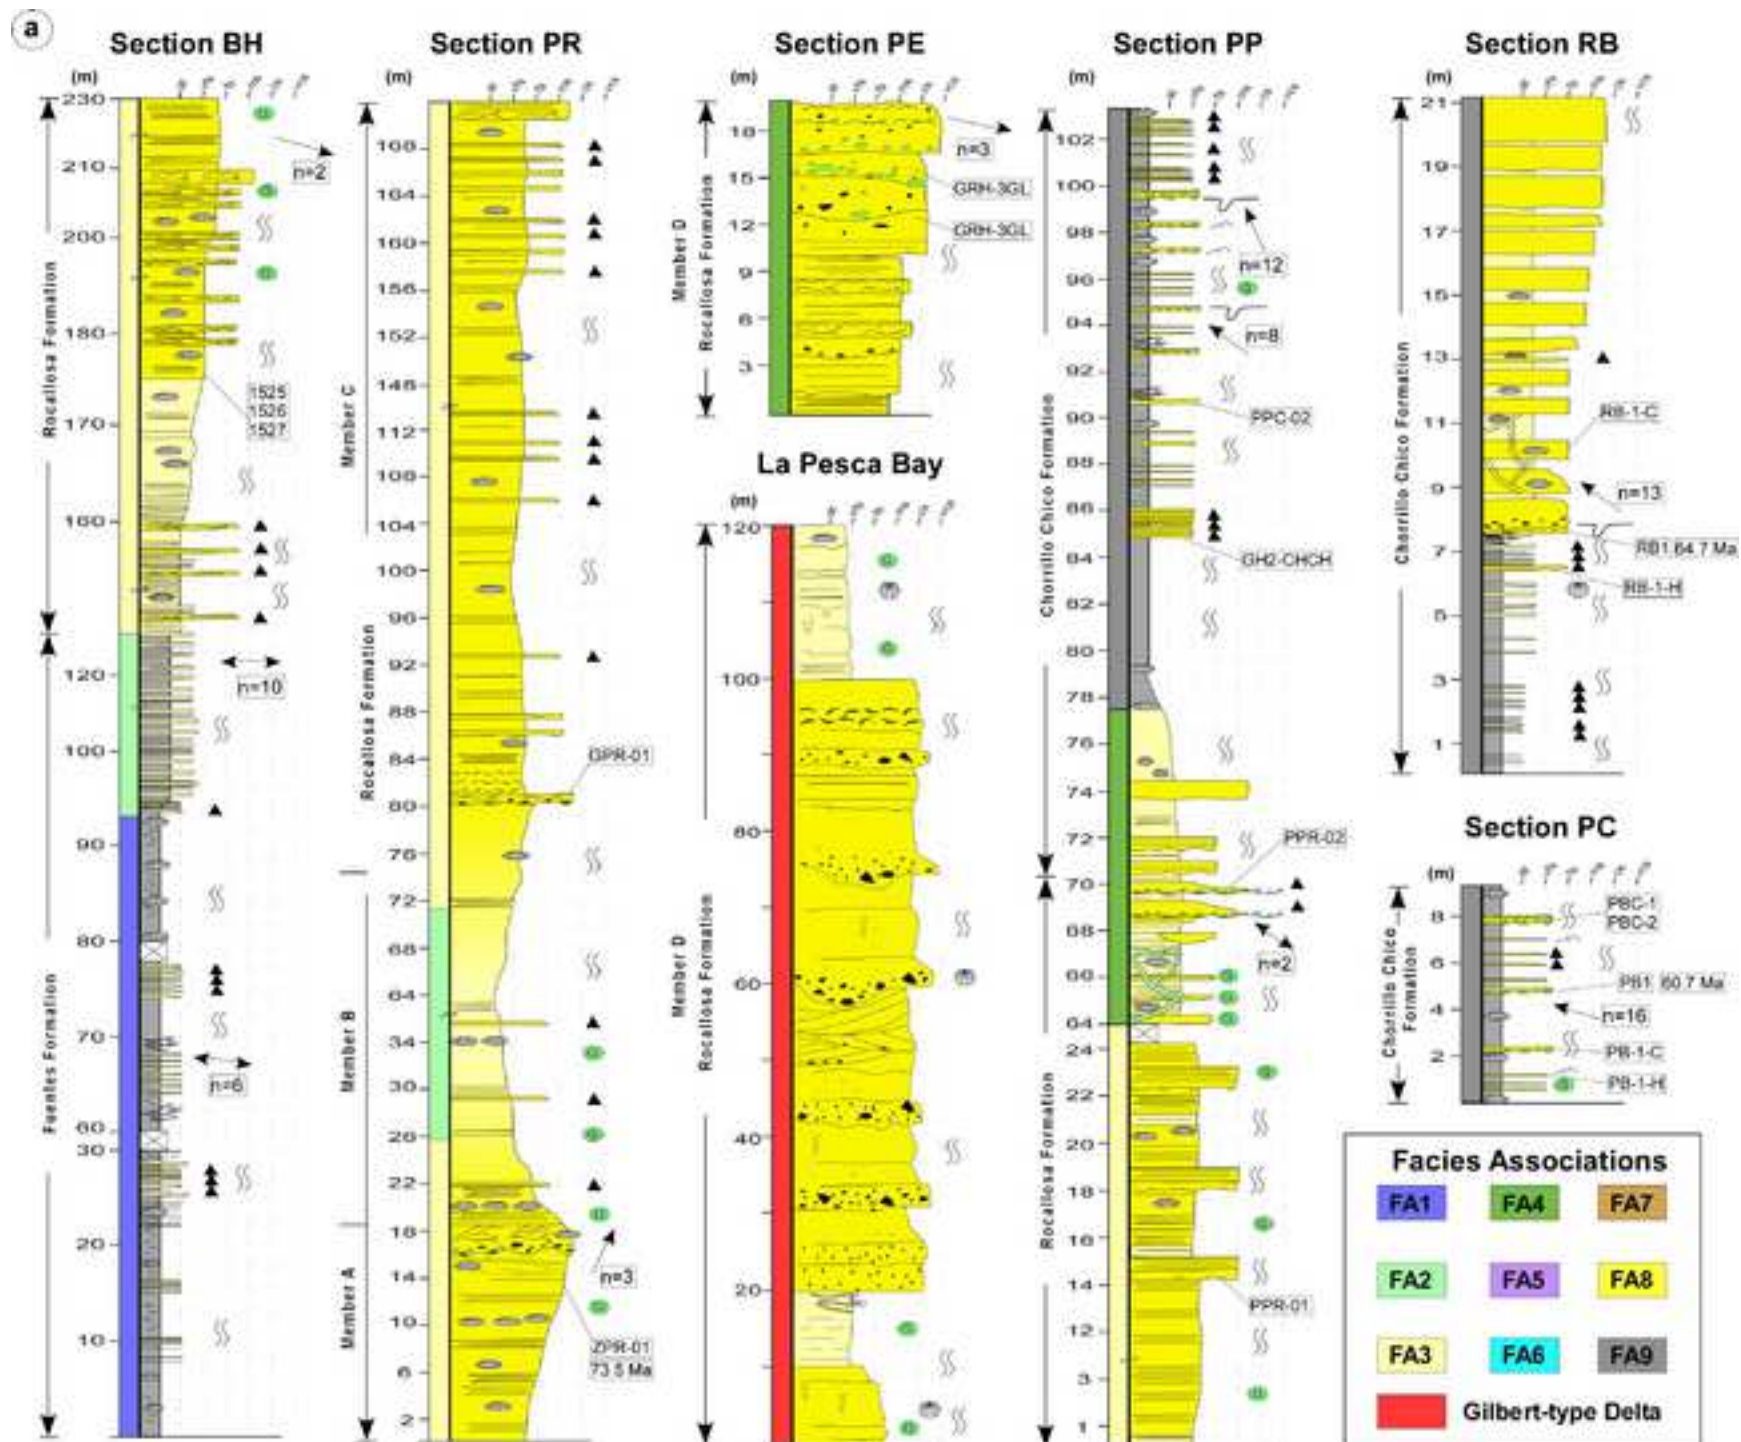 a
Section BH
(m)
230
210
200
180
170
160
120
100
90
80
70
60
30
20
10
Rocallosa Formation
Fuentes Formation
n=2
1525
1526
1527
n=10
n=6
Section PR
(m)
168
164
160
156
152
112
108
104
100
96
92
88
84
80
76
72
68
64
34
30
26
22
18
14
10
6
2
Member C
Rocallosa Formation
Member B
Member A
GPR-01
n=3
ZPR-01
73.5 Ma
Section PE
(m)
18
15
12
9
6
3
Member D
Rocallosa Formation
n=3
GRH-3GL
GRH-3GL
La Pesca Bay
(m)
120
100
80
60
40
20
Member D
Rocallosa Formation
Section PP
(m)
102
100
98
96
94
92
90
88
86
84
82
80
78
76
74
72
70
68
66
64
24
22
20
18
16
14
12
3
1
Chorrillo Chico Formation
Rocallosa Formation
n=12
n=8
PPC-02
GH2-CHCH
PPR-02
n=2
PPR-01
Section RB
(m)
21
19
17
15
13
11
9
7
5
3
1
Chorrillo Chico Formation
RB-1-C
n=13
RB1 64.7 Ma
RB-1-H
Section PC
(m)
8
6
4
2
Chorrillo Chico
Formation
PBC-1
PBC-2
PB1 60.7 Ma
n=16
PB-1-C
PB-1-H
Facies Associations
FA1
FA4
FA7
FA2
FA5
FA8
FA3
FA6
FA9
Gilbert-type Delta